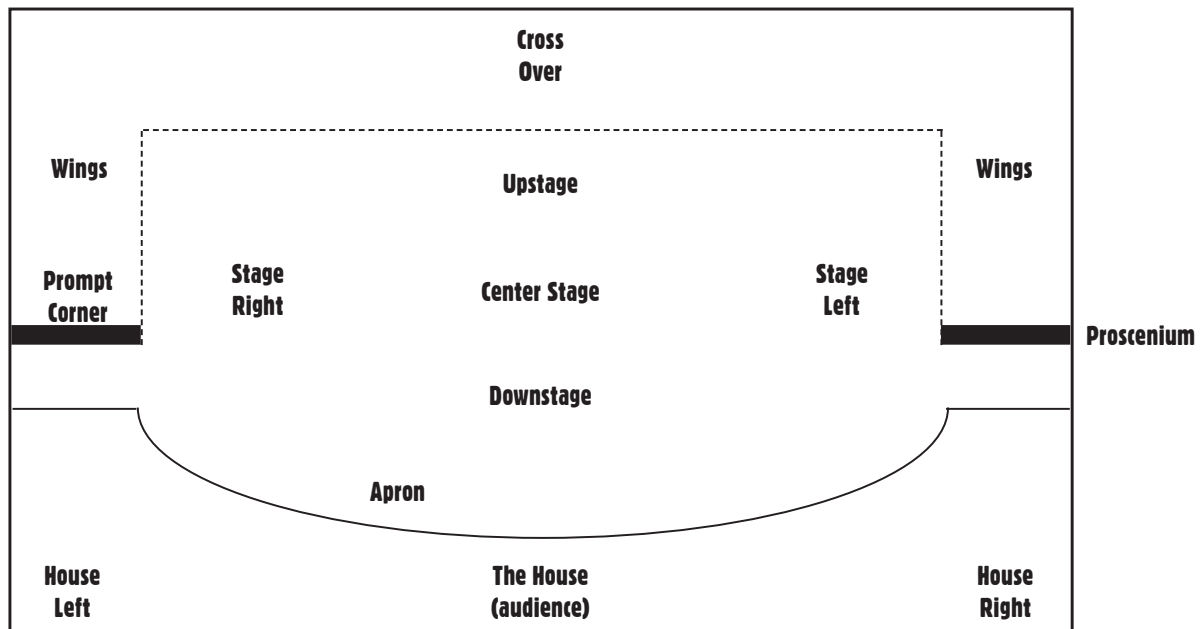 Cross
Over
Wings
Wings
Upstage
Prompt
Corner
Stage
Right
Center Stage
Stage
Left
Proscenium
Downstage
Apron
House
Left
The House
(audience)
House
Right